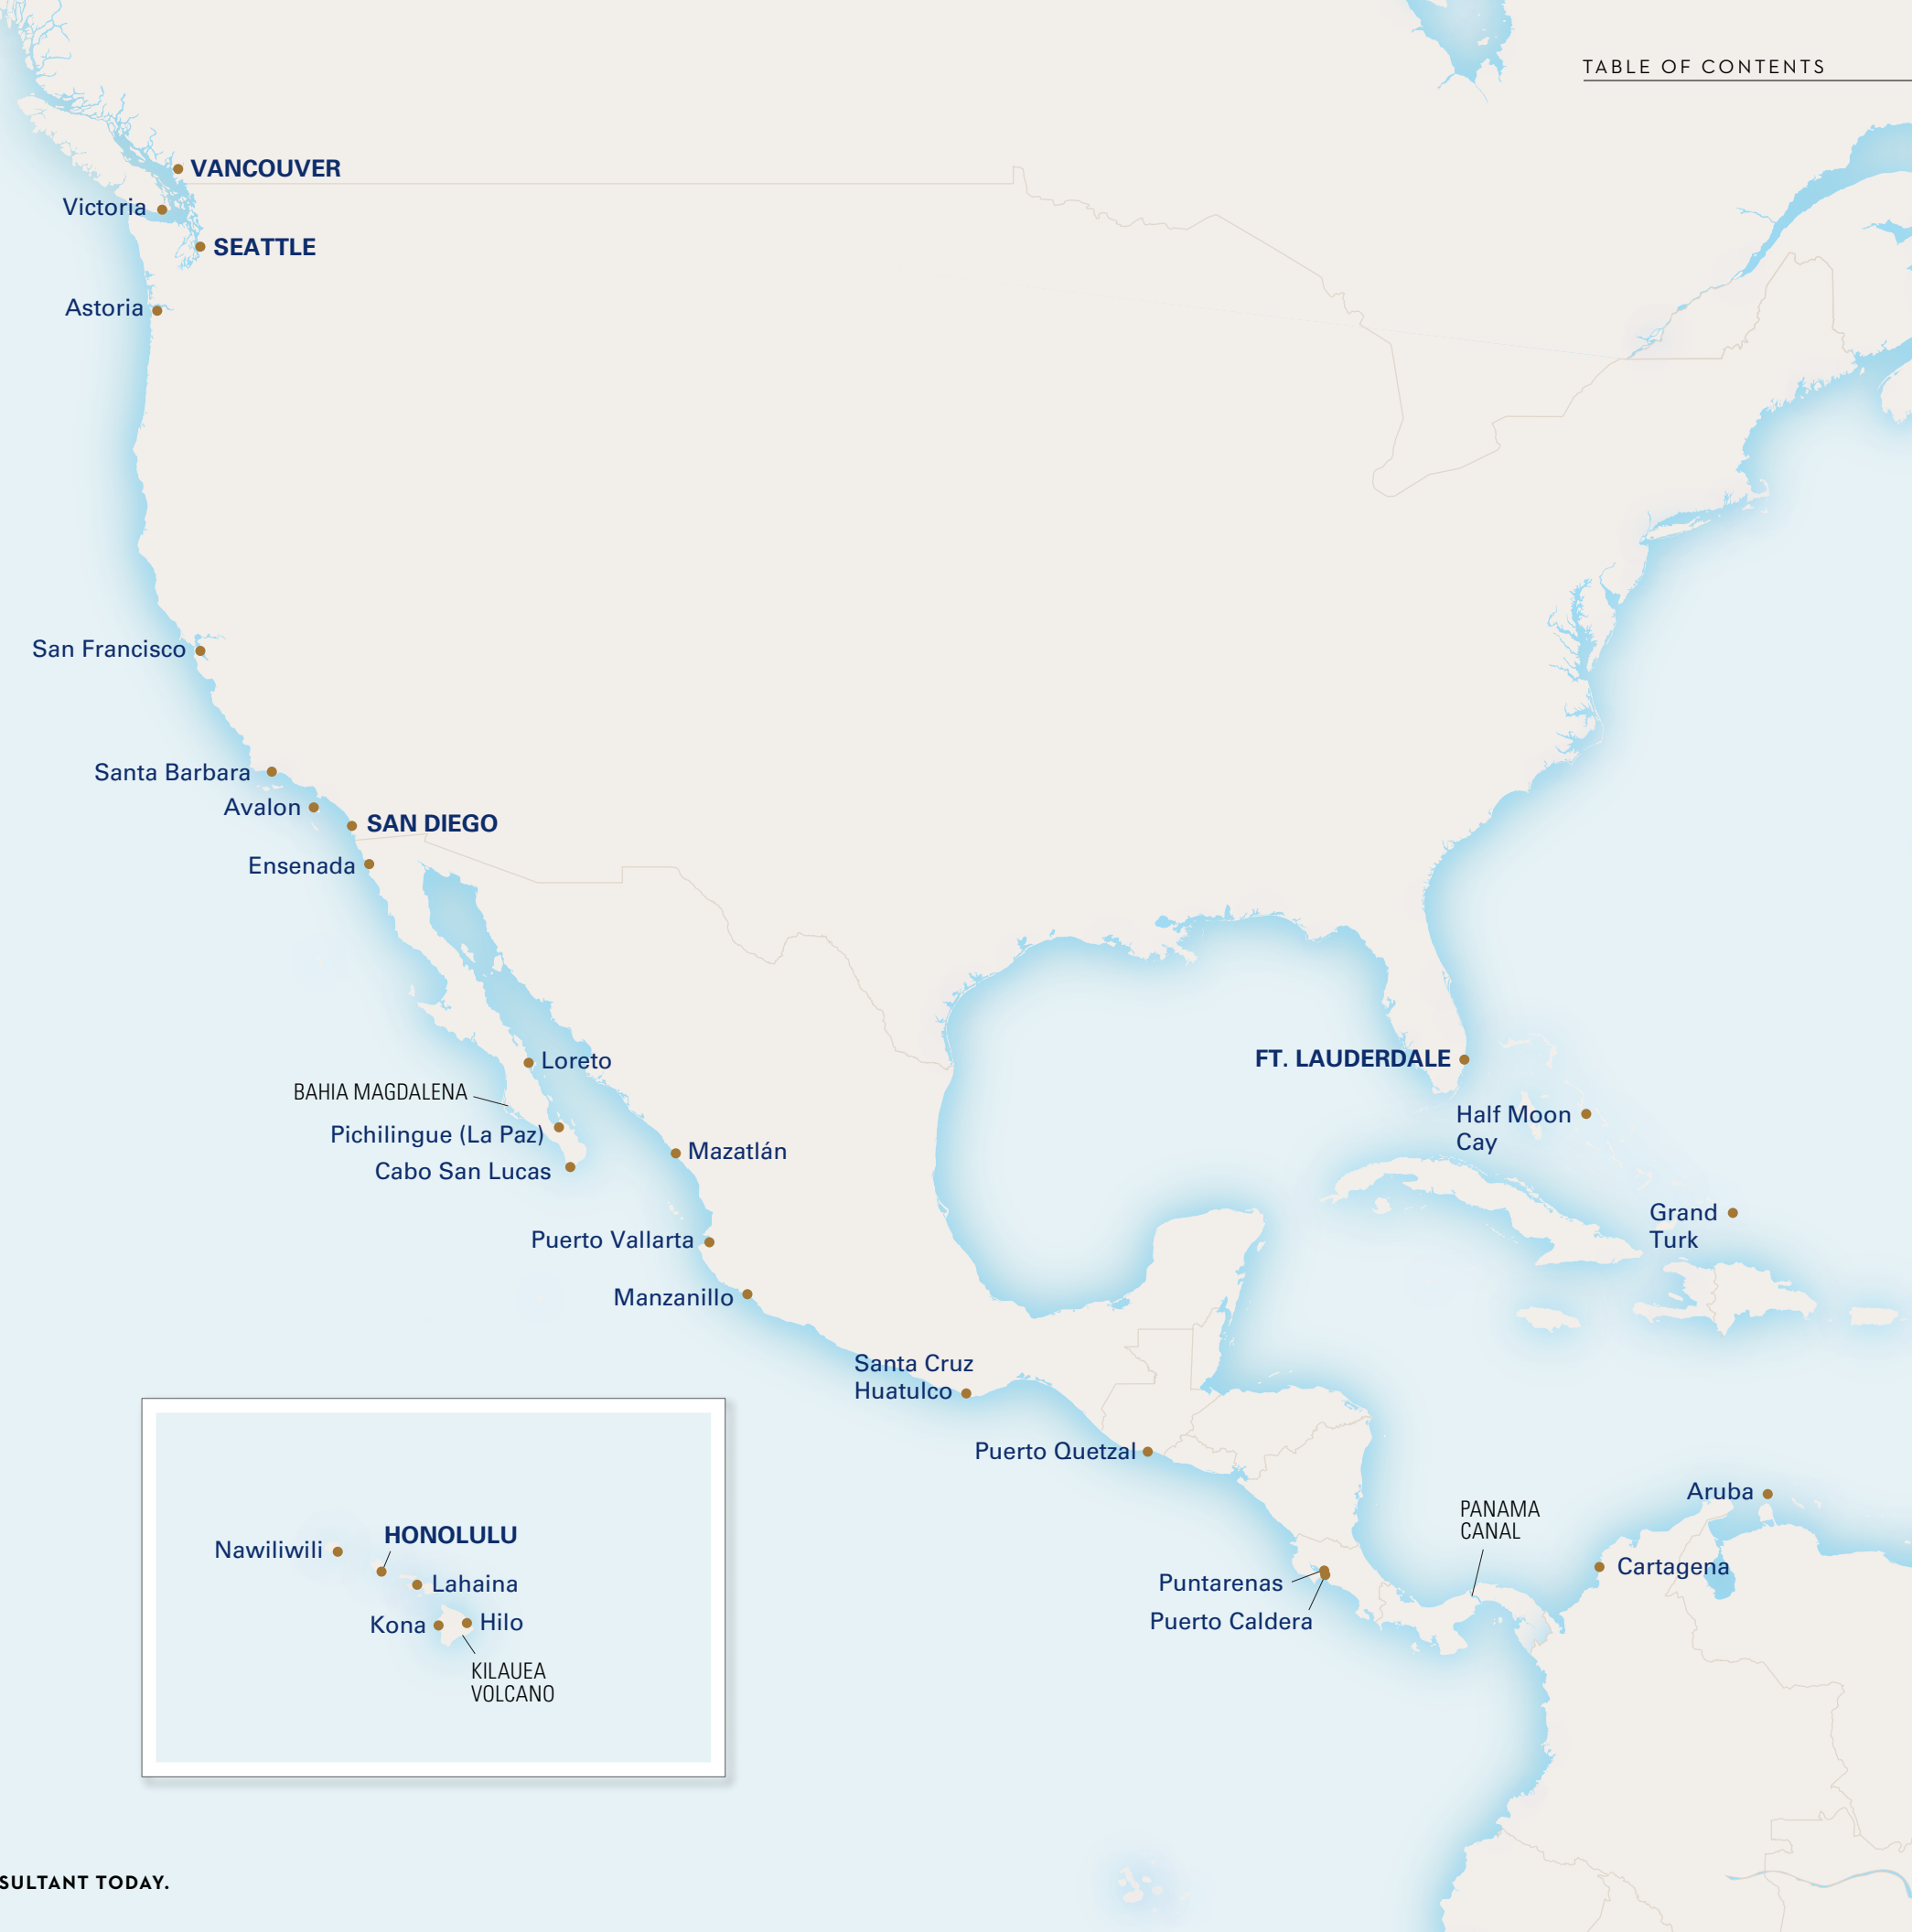 TABLE OF CONTENTS
VANCOUVER
Victoria
SEATTLE
Astoria
San Francisco
Santa Barbara
Avalon
SAN DIEGO
Ensenada
FT. LAUDERDALE
Loreto
BAHIA MAGDALENA
Half Moon
Cay
Pichilingue (La Paz)
Mazatlán
Cabo San Lucas
Grand
Turk
Puerto Vallarta
Manzanillo
Santa Cruz
Huatulco
Puerto Quetzal
Aruba
PANAMA
CANAL
HONOLULU
Nawiliwili
Cartagena
Lahaina
Puntarenas
Hilo
Kona
Puerto Caldera
KILAUEA
VOLCANO
SULTANT TODAY.